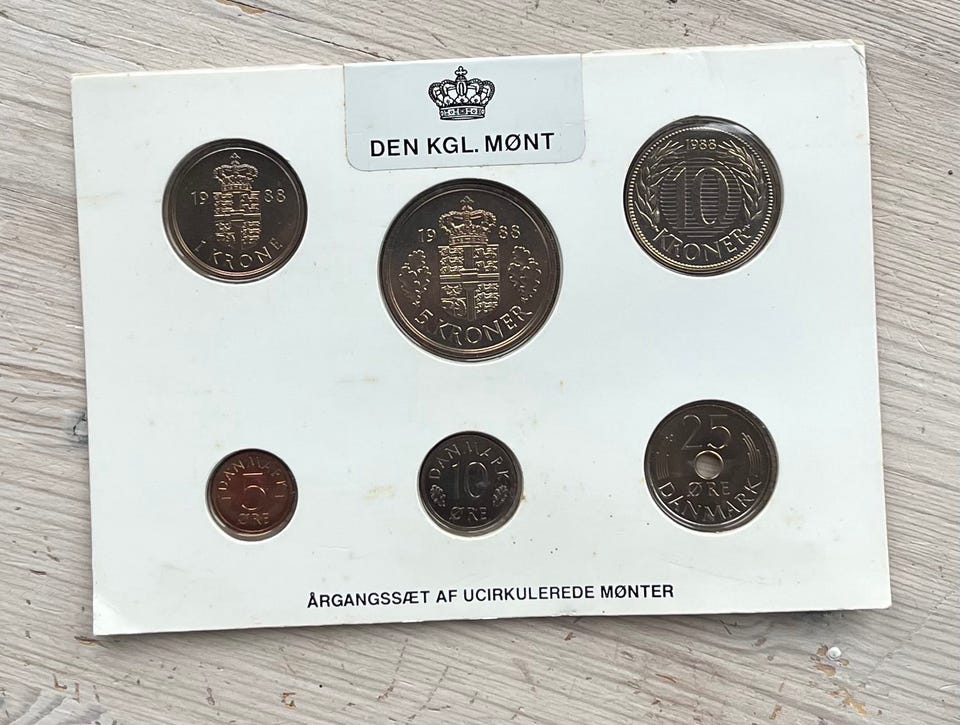 DEN KGL. MØNT
19 88
1 KRONE
19 88
5 KRONER
1988
10
KRONER
DANMARK
5
ØRE
DANMARK
10
ØRE
25
ØRE
DANMARK
ÅRGANGSSÆT AF UCIRKULEREDE MØNTER